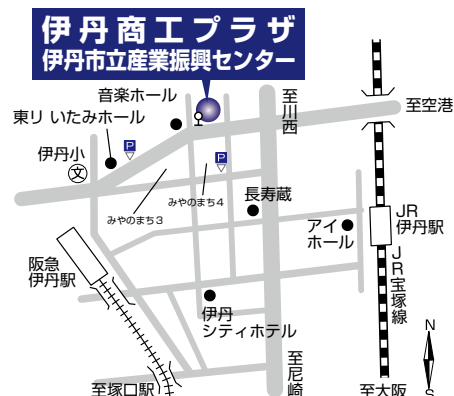 伊丹商工プラザ
伊丹市立産業振興センター
音楽ホール
東リ いたみホール
伊丹小
文
P
P
みやのまち3
みやのまち4
至川西
至空港
長寿蔵
アイ
ホール
JR
伊丹駅
JR宝塚線
阪急
伊丹駅
伊丹
シティホテル
至塚口駅
至尼崎
至大阪
N
S